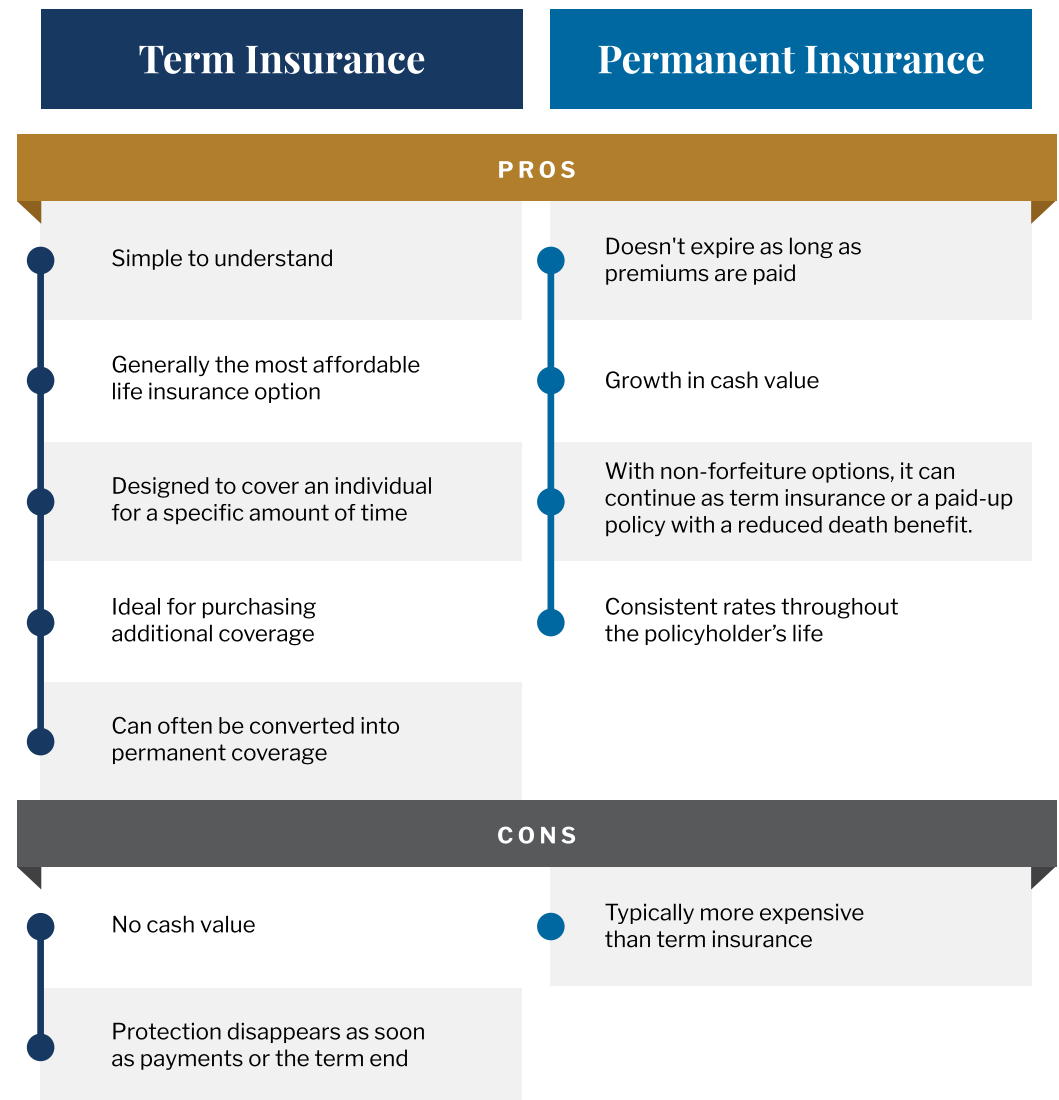 Term Insurance
Permanent Insurance
PROS
Simple to understand
Generally the most affordable
life insurance option
Designed to cover an individual
for a specific amount of time
Ideal for purchasing
additional coverage
Can often be converted into
permanent coverage
Doesn't expire as long as
premiums are paid
Growth in cash value
With non-forfeiture options, it can
continue as term insurance or a paid-up
policy with a reduced death benefit.
Consistent rates throughout
the policyholder’s life
CONS
No cash value
Protection disappears as soon
as payments or the term end
Typically more expensive
than term insurance